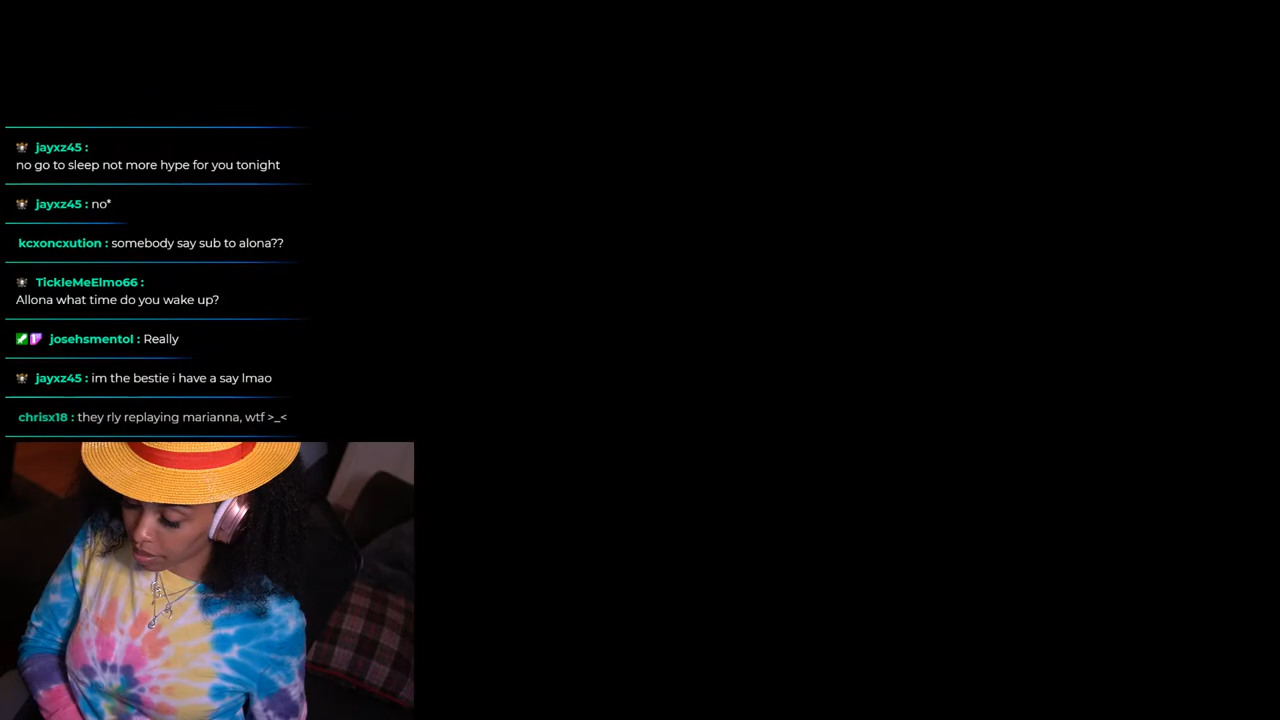 jayxz45 :
no go to sleep not more hype for you tonight
jayxz45 : no*
kcxoncxution : somebody say sub to alona??
TickleMeElmo66 :
Allona what time do you wake up?
josehsmentol : Really
jayxz45 : im the bestie i have a say lmao
chrisx18 : they rly replaying marianna, wtf >_<